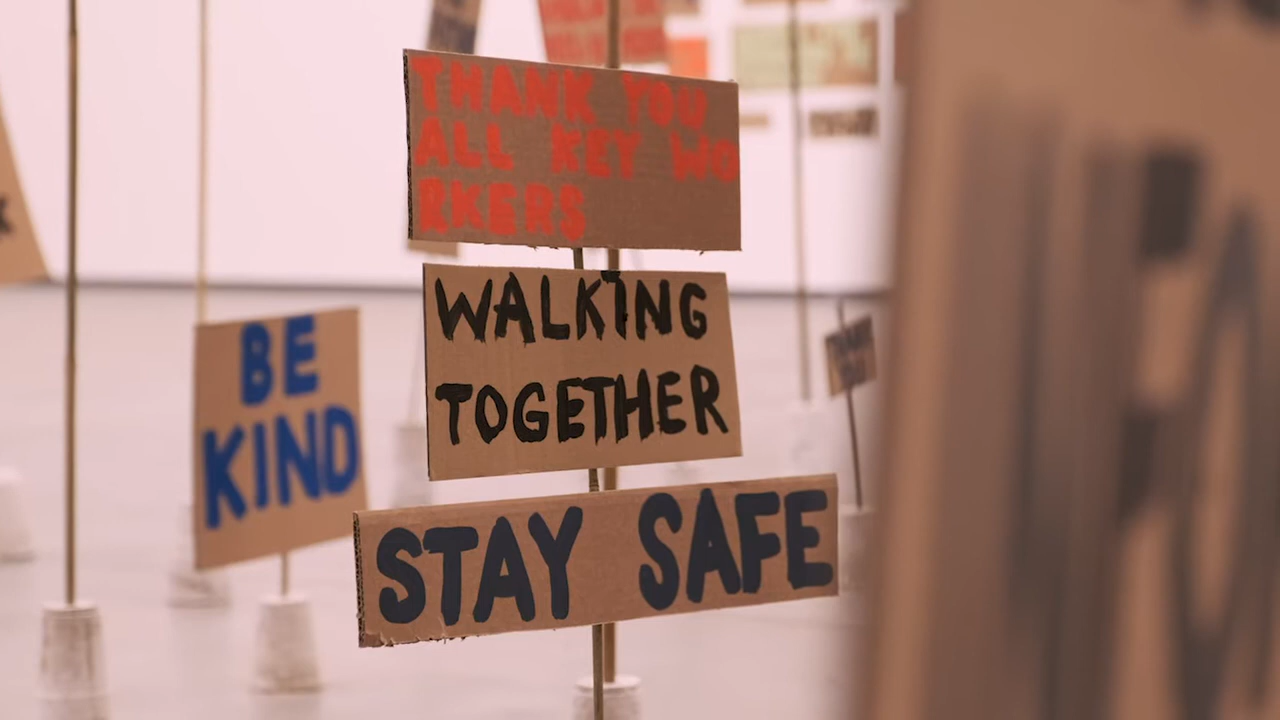 THANK YOU
ALL KEY WO
RKERS
WALKING
TOGETHER
STAY SAFE
BE
KIND